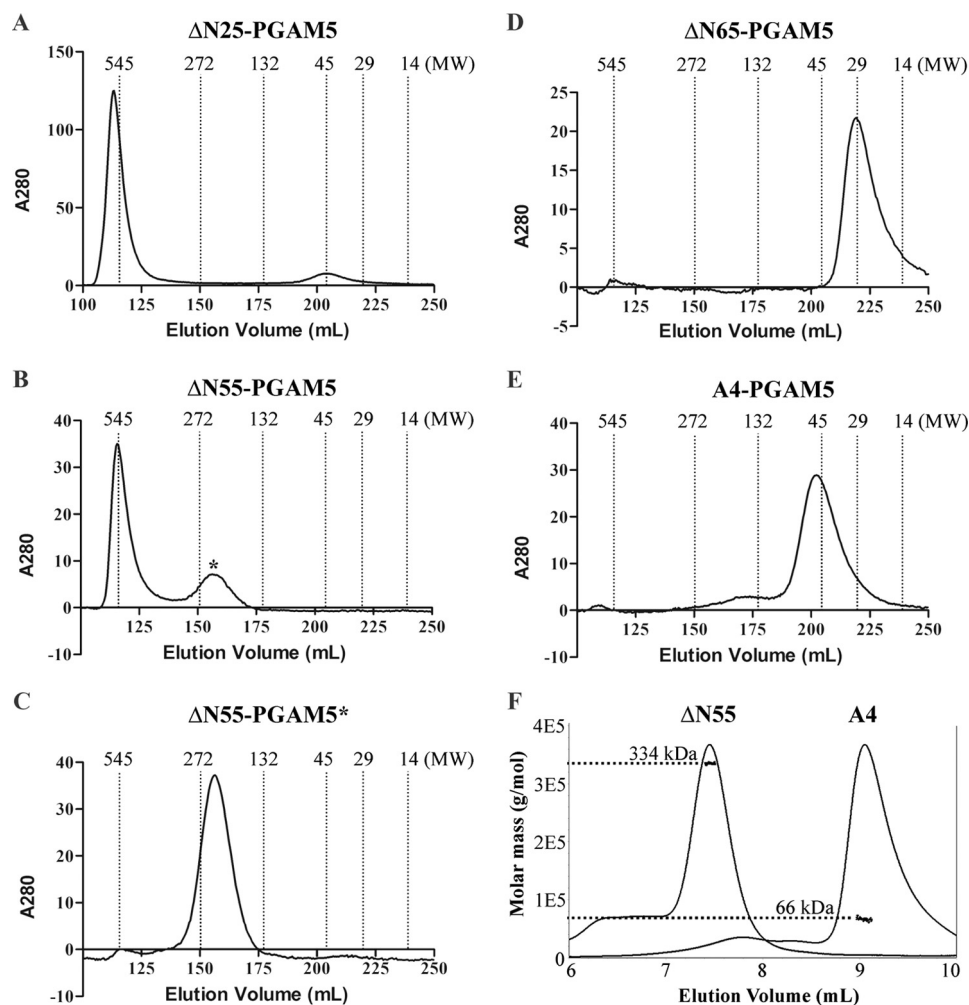 A
ΔN25-PGAM5
545 272 132 45 29 14 (MW)
150
100
50
0
A280
100 125 150 175 200 225 250
Elution Volume (mL)
B
ΔN55-PGAM5
545 272 132 45 29 14 (MW)
40
30
20
10
0
-10
A280
*
125 150 175 200 225 250
Elution Volume (mL)
C
ΔN55-PGAM5*
545 272 132 45 29 14 (MW)
40
30
20
10
0
-10
A280
125 150 175 200 225 250
Elution Volume (mL)
D
ΔN65-PGAM5
545 272 132 45 29 14 (MW)
25
20
15
10
5
0
-5
A280
125 150 175 200 225 250
Elution Volume (mL)
E
A4-PGAM5
545 272 132 45 29 14 (MW)
40
30
20
10
0
-10
A280
125 150 175 200 225 250
Elution Volume (mL)
F
ΔN55 A4
4E5
3E5
2E5
1E5
0
Molar mass (g/mol)
334 kDa
66 kDa
6 7 8 9 10
Elution Volume (mL)